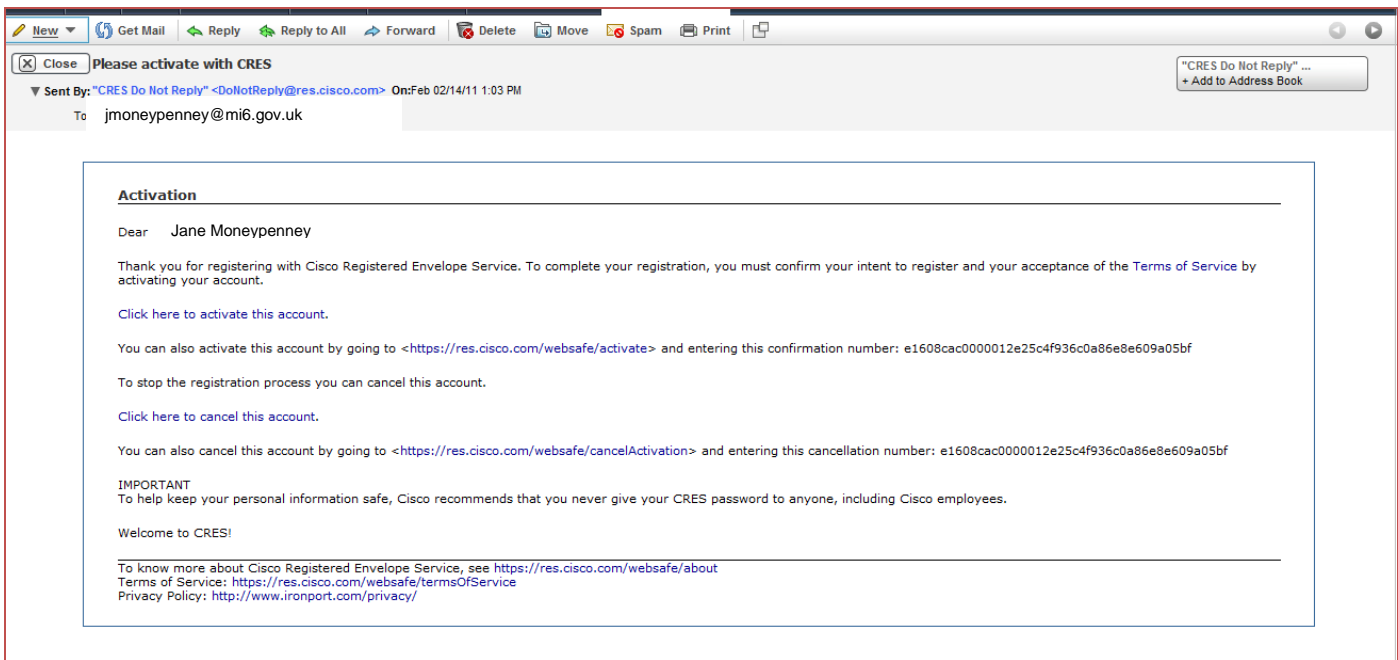 New Get Mail Reply Reply to All Forward Delete Move Spam Print
X Close Please activate with CRES
"CRES Do Not Reply" ...
+ Add to Address Book
Sent By: "CRES Do Not Reply" <DoNotReply@res.cisco.com> On:Feb 02/14/11 1:03 PM
To jmoneypenney@mi6.gov.uk
Activation
Dear Jane Moneypenney
Thank you for registering with Cisco Registered Envelope Service. To complete your registration, you must confirm your intent to register and your acceptance of the Terms of Service by
activating your account.
Click here to activate this account.
You can also activate this account by going to <https://res.cisco.com/websafe/activate> and entering this confirmation number: e1608cac0000012e25c4f936c0a86e8e609a05bf
To stop the registration process you can cancel this account.
Click here to cancel this account.
You can also cancel this account by going to <https://res.cisco.com/websafe/cancelActivation> and entering this cancellation number: e1608cac0000012e25c4f936c0a86e8e609a05bf
IMPORTANT
To help keep your personal information safe, Cisco recommends that you never give your CRES password to anyone, including Cisco employees.
Welcome to CRES!
To know more about Cisco Registered Envelope Service, see https://res.cisco.com/websafe/about
Terms of Service: https://res.cisco.com/websafe/termsOfService
Privacy Policy: http://www.ironport.com/privacy/